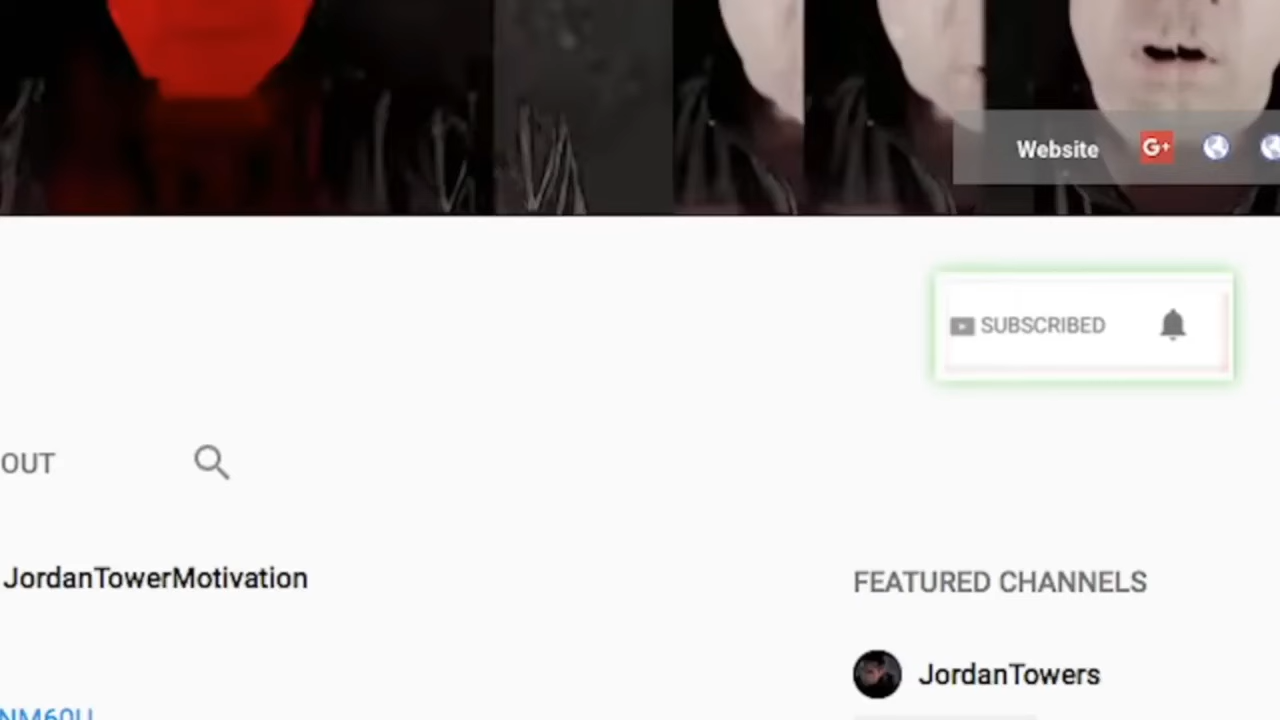 Website G+
SUBSCRIBED
OUT
JordanTowerMotivation
FEATURED CHANNELS
JordanTowers